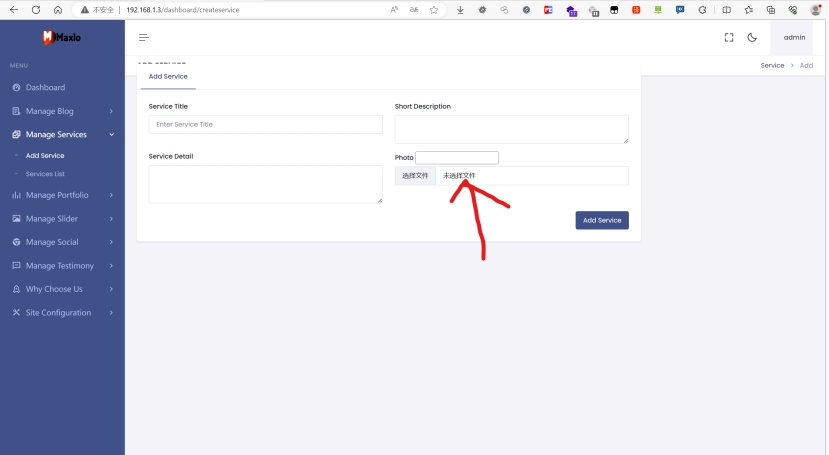 不安全 192.168.1.3/dashboard/createservice
Maxlo
admin
MENU
Service > Add
Add Service
Dashboard
Manage Blog
Manage Services
Add Service
Services List
Manage Portfolio
Manage Slider
Manage Social
Manage Testimony
Why Choose Us
Site Configuration
Service Title
Enter Service Title
Short Description
Service Detail
Photo
选择文件 未选择文件
Add Service